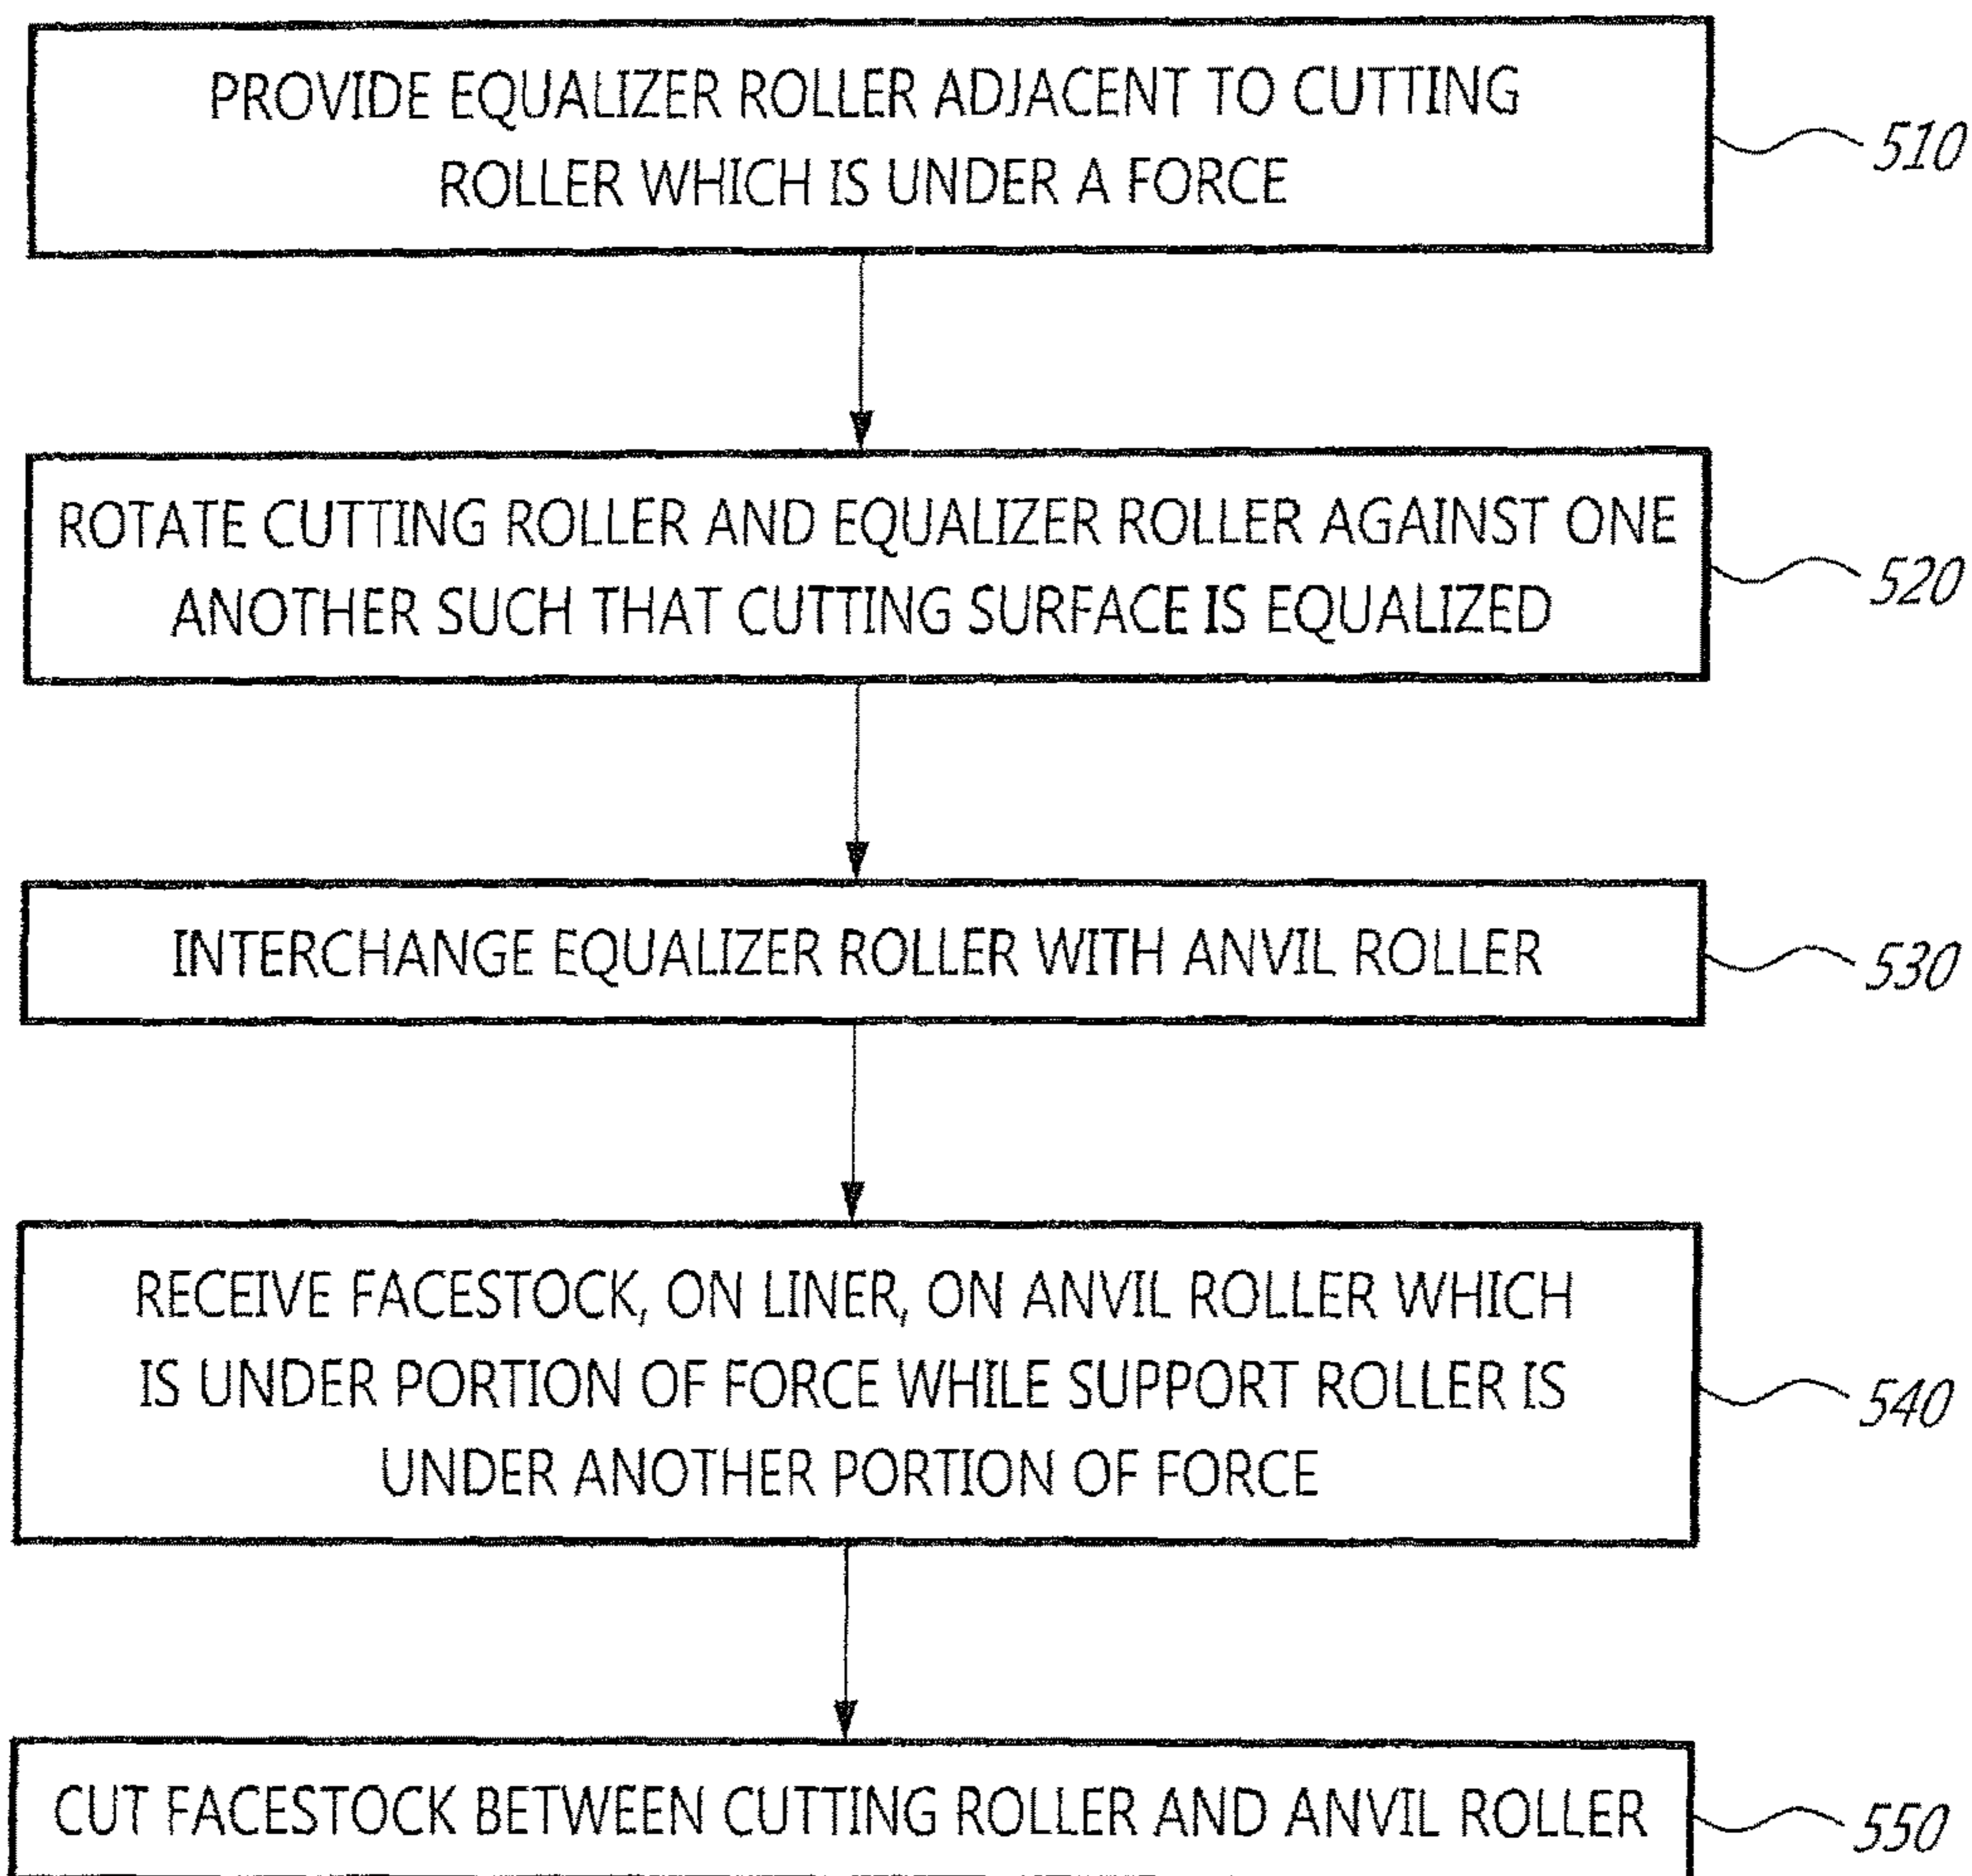 PROVIDE EQUALIZER ROLLER ADJACENT TO CUTTING
ROLLER WHICH IS UNDER A FORCE
510
ROTATE CUTTING ROLLER AND EQUALIZER ROLLER AGAINST ONE
ANOTHER SUCH THAT CUTTING SURFACE IS EQUALIZED
520
INTERCHANGE EQUALIZER ROLLER WITH ANVIL ROLLER
530
RECEIVE FACESTOCK, ON LINER, ON ANVIL ROLLER WHICH
IS UNDER PORTION OF FORCE WHILE SUPPORT ROLLER IS
UNDER ANOTHER PORTION OF FORCE
540
CUT FACESTOCK BETWEEN CUTTING ROLLER AND ANVIL ROLLER
550